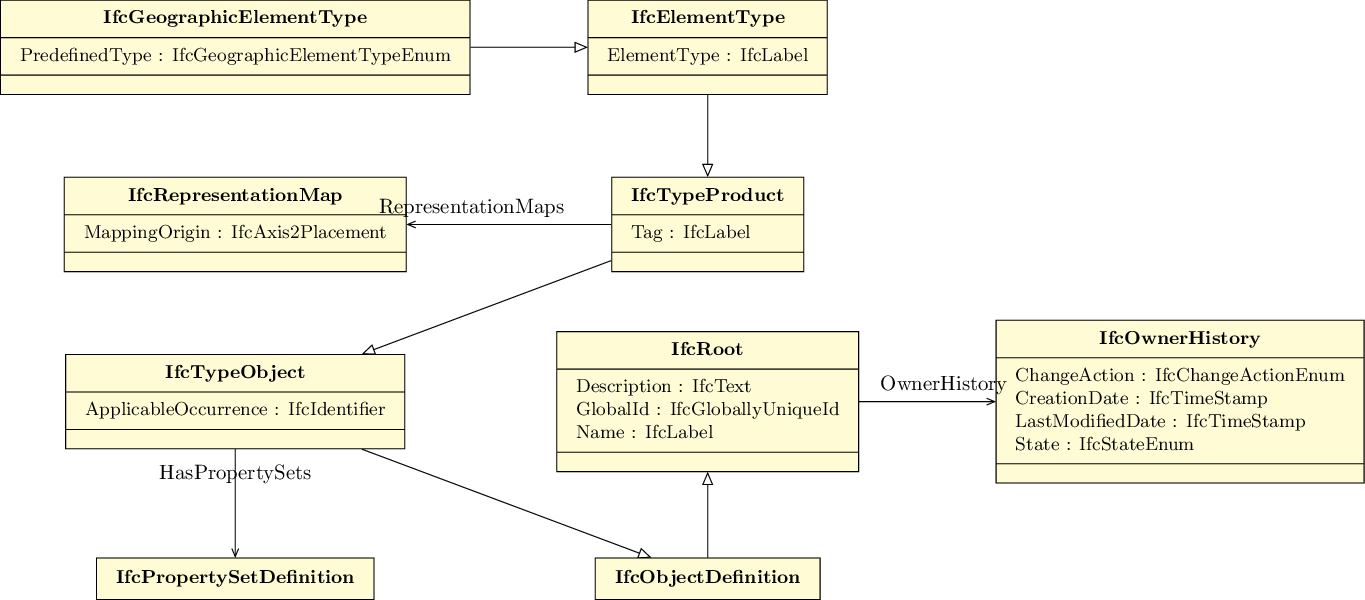 IfcGeographicElementType
PredefinedType : IfcGeographicElementTypeEnum
IfcElementType
ElementType : IfcLabel
IfcRepresentationMap
MappingOrigin : IfcAxis2Placement
RepresentationMaps
IfcTypeProduct
Tag : IfcLabel
IfcTypeObject
ApplicableOccurrence : IfcIdentifier
IfcRoot
Description : IfcText
GlobalId : IfcGloballyUniqueId
Name : IfcLabel
OwnerHistory
IfcOwnerHistory
ChangeAction : IfcChangeActionEnum
CreationDate : IfcTimeStamp
LastModifiedDate : IfcTimeStamp
State : IfcStateEnum
HasPropertySets
IfcPropertySetDefinition
IfcObjectDefinition